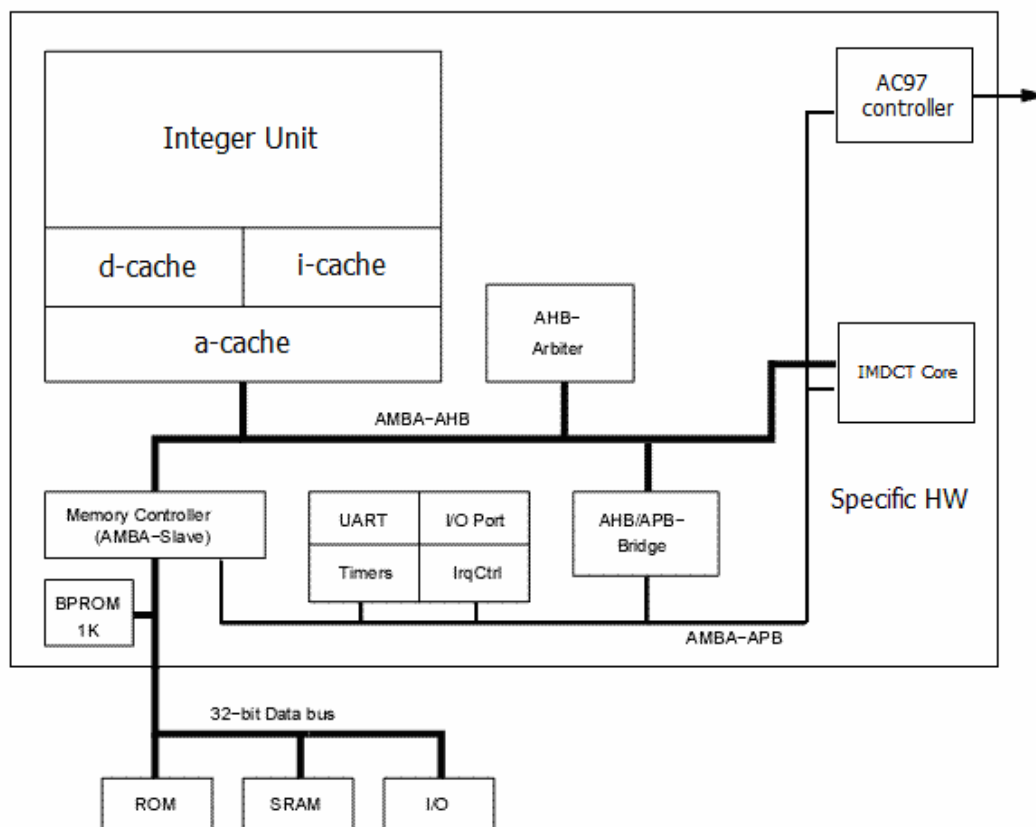 AC97
controller
Integer Unit
d-cache
i-cache
a-cache
AHB-
Arbiter
IMDCT Core
AMBA-AHB
Specific HW
Memory Controller
(AMBA-Slave)
UART
I/O Port
Timers
IrqCtrl
AHB/APB-
Bridge
BPROM
1K
AMBA-APB
32-bit Data bus
ROM
SRAM
I/O